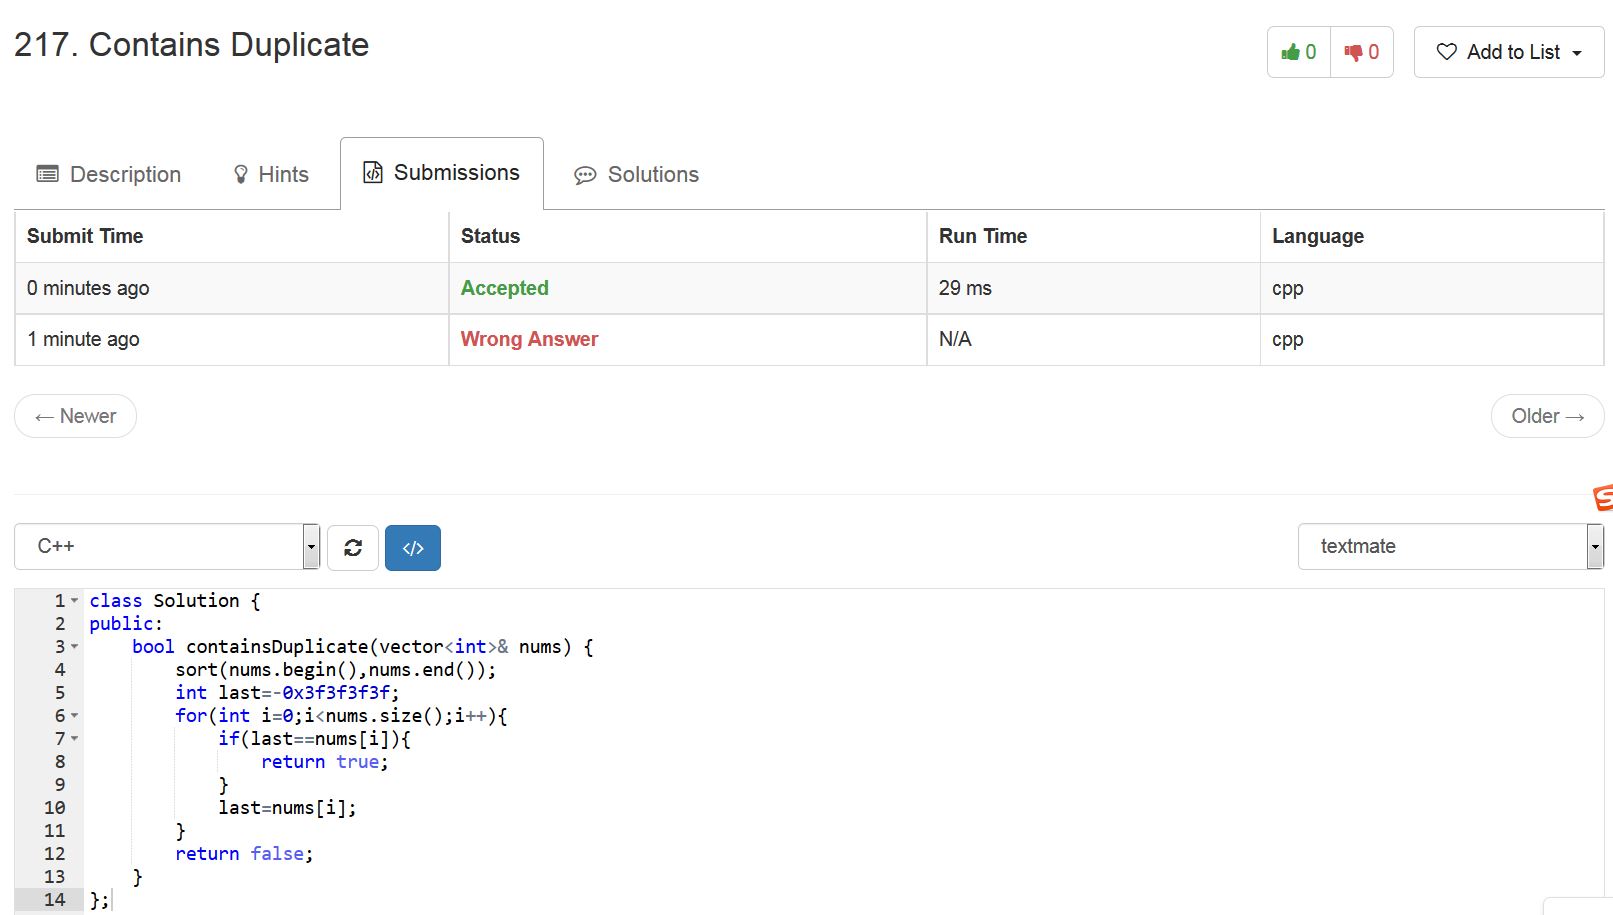 217. Contains Duplicate
0 0 Add to List
Description Hints Submissions Solutions
Submit Time Status Run Time Language
0 minutes ago Accepted 29 ms cpp
1 minute ago Wrong Answer N/A cpp
← Newer Older →
C++ </> textmate
1 class Solution {
2 public:
3     bool containsDuplicate(vector<int>& nums) {
4         sort(nums.begin(),nums.end());
5         int last=-0x3f3f3f3f;
6         for(int i=0;i<nums.size();i++){
7             if(last==nums[i]){
8                 return true;
9             }
10             last=nums[i];
11         }
12         return false;
13     }
14 };